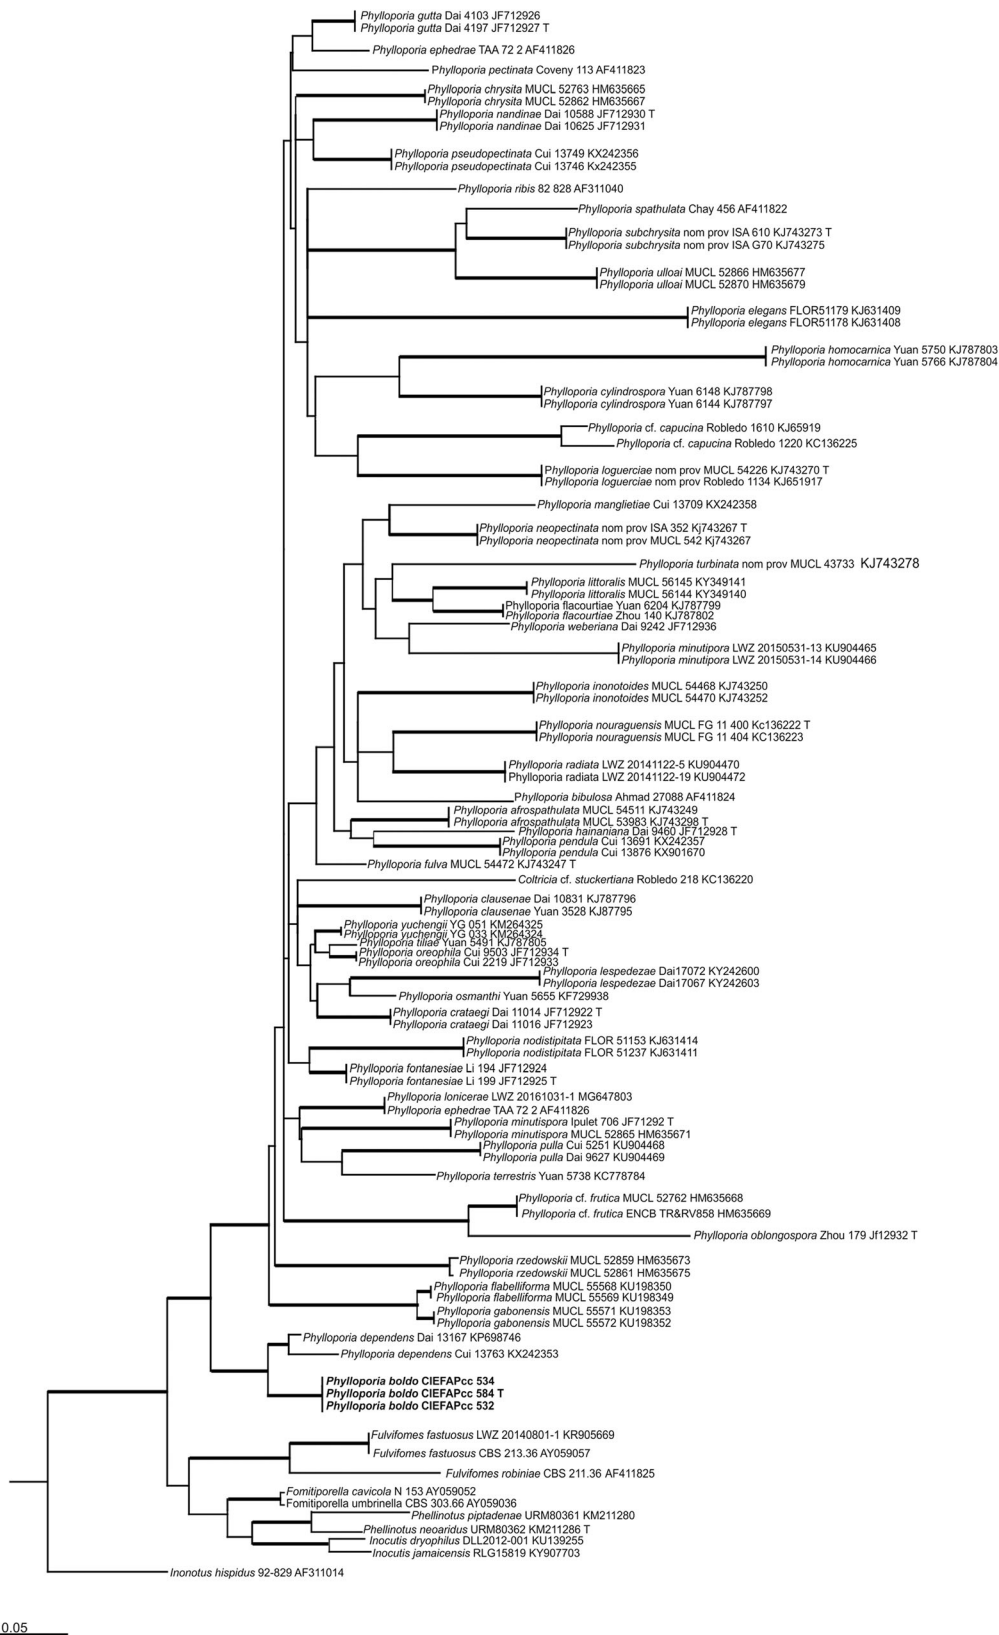 Phylloporia gutta Dai 4103 JF712926
Phylloporia gutta Dai 4197 JF712927 T
Phylloporia ephedrae TAA 72 2 AF411826
Phylloporia pectinata Coveny 113 AF411823
Phylloporia chrysita MUCL 52763 HM635665
Phylloporia chrysita MUCL 52862 HM635667
Phylloporia nandinae Dai 10588 JF712930 T
Phylloporia nandinae Dai 10625 JF712931
Phylloporia pseudopectinata Cui 13749 KX242356
Phylloporia pseudopectinata Cui 13746 Kx242355
Phylloporia ribis 82 828 AF311040
Phylloporia spathulata Chay 456 AF411822
Phylloporia subchrysita nom prov ISA 610 KJ743273 T
Phylloporia subchrysita nom prov ISA G70 KJ743275
Phylloporia ulloai MUCL 52866 HM635677
Phylloporia ulloai MUCL 52870 HM635679
Phylloporia elegans FLOR51179 KJ631409
Phylloporia elegans FLOR51178 KJ631408
Phylloporia homocarnica Yuan 5750 KJ787803
Phylloporia homocarnica Yuan 5766 KJ787804
Phylloporia cylindrospora Yuan 6148 KJ787798
Phylloporia cylindrospora Yuan 6144 KJ787797
Phylloporia cf. capucina Robledo 1610 KJ65919
Phylloporia cf. capucina Robledo 1220 KC136225
Phylloporia loguerciae nom prov MUCL 54226 KJ743270 T
Phylloporia loguerciae nom prov Robledo 1134 KJ651917
Phylloporia manglietiae Cui 13709 KX242358
Phylloporia neopectinata nom prov ISA 352 Kj743267 T
Phylloporia neopectinata nom prov MUCL 542 Kj743267
Phylloporia turbinata nom prov MUCL 43733 KJ743278
Phylloporia littoralis MUCL 56145 KY349141
Phylloporia littoralis MUCL 56144 KY349140
Phylloporia flacourtiae Yuan 6204 KJ787799
Phylloporia flacourtiae Zhou 140 KJ787802
Phylloporia weberiana Dai 9242 JF712936
Phylloporia minutipora LWZ 20150531-13 KU904465
Phylloporia minutipora LWZ 20150531-14 KU904466
Phylloporia inonotoides MUCL 54468 KJ743250
Phylloporia inonotoides MUCL 54470 KJ743252
Phylloporia nouraguensis MUCL FG 11 400 Kc136222 T
Phylloporia nouraguensis MUCL FG 11 404 KC136223
Phylloporia radiata LWZ 20141122-5 KU904470
Phylloporia radiata LWZ 20141122-19 KU904472
Phylloporia bibulosa Ahmad 27088 AF411824
Phylloporia afrospathulata MUCL 54511 KJ743249
Phylloporia afrospathulata MUCL 53983 KJ743298 T
Phylloporia hainaniana Dai 9460 JF712928 T
Phylloporia pendula Cui 13691 KX242357
Phylloporia pendula Cui 13876 KX901670
Phylloporia fulva MUCL 54472 KJ743247 T
Coltricia cf. stuckertiana Robledo 218 KC136220
Phylloporia clausenae Dai 10831 KJ787796
Phylloporia clausenae Yuan 3528 KJ87795
Phylloporia yuchengii YG 051 KM264325
Phylloporia yuchengii YG 033 KM264324
Phylloporia tiliae Yuan 5491 KJ787805
Phylloporia oreophila Cui 9503 JF712934 T
Phylloporia oreophila Cui 2219 JF712933
Phylloporia lespedezae Dai17072 KY242600
Phylloporia lespedezae Dai17067 KY242603
Phylloporia osmanthi Yuan 5655 KF729938
Phylloporia crataegi Dai 11014 JF712922 T
Phylloporia crataegi Dai 11016 JF712923
Phylloporia nodistipitata FLOR 51153 KJ631414
Phylloporia nodistipitata FLOR 51237 KJ631411
Phylloporia fontanesiae Li 194 JF712924
Phylloporia fontanesiae Li 199 JF712925 T
Phylloporia lonicerae LWZ 20161031-1 MG647803
Phylloporia ephedrae TAA 72 2 AF411826
Phylloporia minutispora Ipulet 706 JF71292 T
Phylloporia minutispora MUCL 52865 HM635671
Phylloporia pulla Cui 5251 KU904468
Phylloporia pulla Dai 9627 KU904469
Phylloporia terrestris Yuan 5738 KC778784
Phylloporia cf. frutica MUCL 52762 HM635668
Phylloporia cf. frutica ENCB TR&RV858 HM635669
Phylloporia oblongospora Zhou 179 Jf12932 T
Phylloporia rzedowskii MUCL 52859 HM635673
Phylloporia rzedowskii MUCL 52861 HM635675
Phylloporia flabelliforma MUCL 55568 KU198350
Phylloporia flabelliforma MUCL 55569 KU198349
Phylloporia gabonensis MUCL 55571 KU198353
Phylloporia gabonensis MUCL 55572 KU198352
Phylloporia dependens Dai 13167 KP698746
Phylloporia dependens Cui 13763 KX242353
Phylloporia boldo CIEFAPcc 534
Phylloporia boldo CIEFAPcc 584 T
Phylloporia boldo CIEFAPcc 532
Fulvifomes fastuosus LWZ 20140801-1 KR905669
Fulvifomes fastuosus CBS 213.36 AY059057
Fulvifomes robiniae CBS 211.36 AF411825
Fomitiporella cavicola N 153 AY059052
Fomitiporella umbrinella CBS 303.66 AY059036
Phellinotus piptadenae URM80361 KM211280
Phellinotus neoaridus URM80362 KM211286 T
Inocutis dryophilus DLL2012-001 KU139255
Inocutis jamaicensis RLG15819 KY907703
Inonotus hispidus 92-829 AF311014
0.05